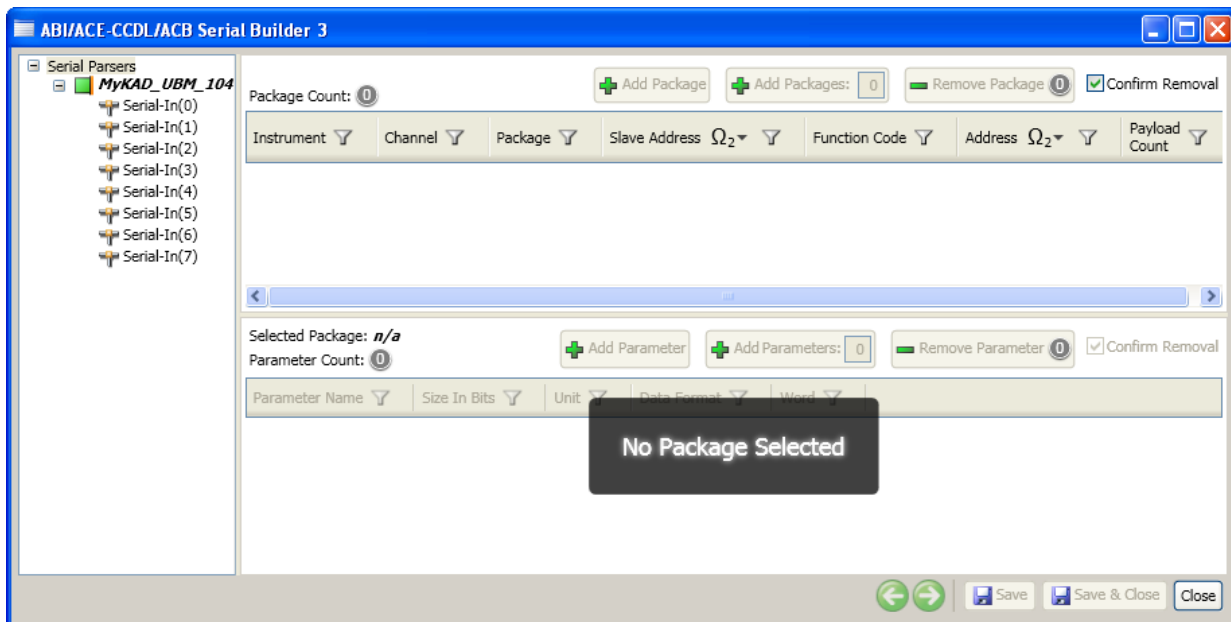 ABI/ACE-CCDL/ACB Serial Builder 3
Serial Parsers
MyKAD_UBM_104
Serial-In(0)
Serial-In(1)
Serial-In(2)
Serial-In(3)
Serial-In(4)
Serial-In(5)
Serial-In(6)
Serial-In(7)
Package Count: 0
Add Package
Add Packages: 0
Remove Package 0
Confirm Removal
Instrument
Channel
Package
Slave Address Ω2
Function Code
Address Ω2
Payload
Count
Selected Package: n/a
Parameter Count: 0
Add Parameter
Add Parameters: 0
Remove Parameter 0
Confirm Removal
Parameter Name
Size In Bits
Unit
Data Format
Word
No Package Selected
Save
Save & Close
Close